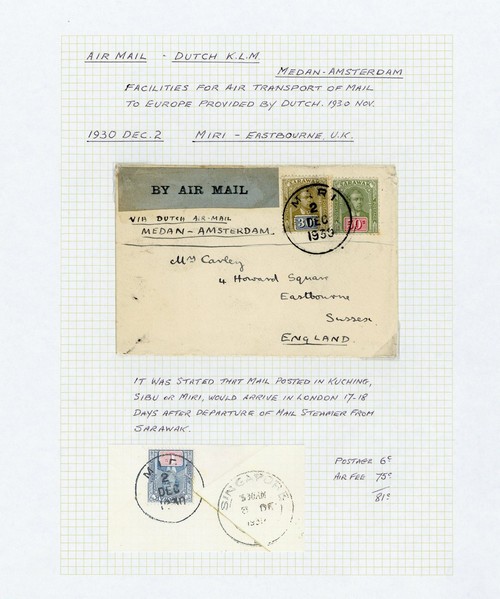 AIR MAIL - DUTCH K.L.M
MEDAN-AMSTERDAM
FACILITIES FOR AIR TRANSPORT OF MAIL
TO EUROPE PROVIDED BY DUTCH. 1930 NOV.
1930 DEC. 2 MIRI - EASTBOURNE U.K.
BY AIR MAIL
SARAWAK
SARAWAK
MIRI
2
DEC
1930
50c
VIA DUTCH AIR-MAIL
MEDAN-AMSTERDAM.
4 Howard Square
Eastbourne
Sussex
ENGLAND.
IT WAS STATED THAT MAIL POSTED IN KUCHING,
SIBU OR MIRI, WOULD ARRIVE IN LONDON 17-18
DAYS AFTER DEPARTURE OF MAIL STEAMER FROM
SARAWAK.
POSTAGE 6c
AIR FEE 75c
81c
2
DEC
SINGAPORE